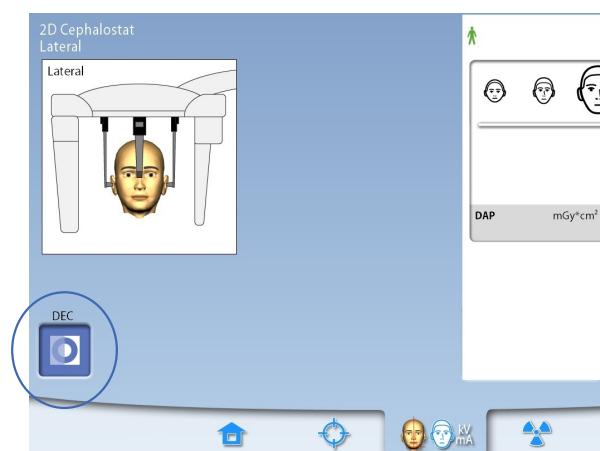 2D Cephalostat
Lateral
Lateral
DAP mGy*cm²
DEC
kV
mA